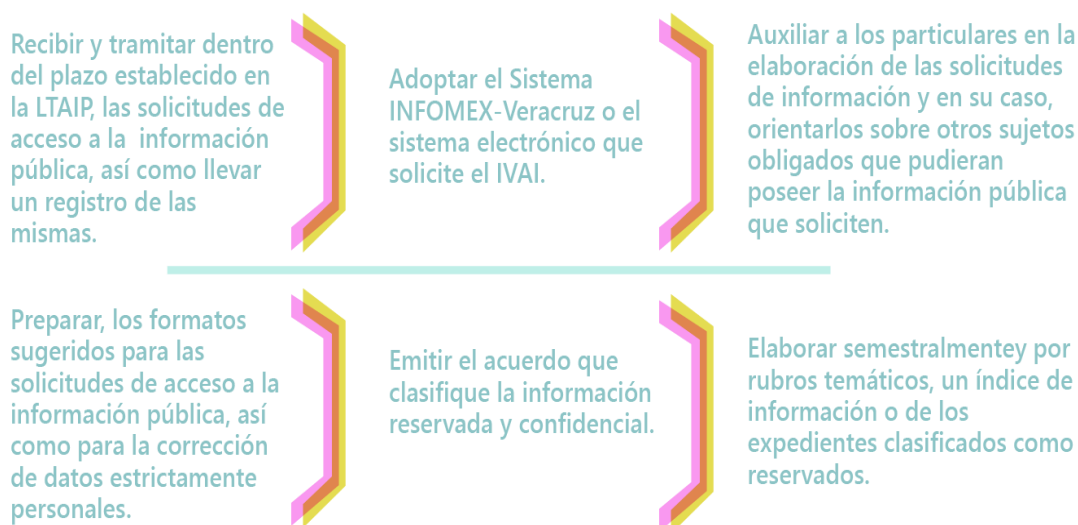 Recibir y tramitar dentro
del plazo establecido en
la LTAIP, las solicitudes de
acceso a la información
pública, así como llevar
un registro de las
mismas.
Adoptar el Sistema
INFOMEX-Veracruz o el
sistema electrónico que
solicite el IVAI.
Auxiliar a los particulares en la
elaboración de las solicitudes
de información y en su caso,
orientarlos sobre otros sujetos
obligados que pudieran
poseer la información pública
que soliciten.
Preparar, los formatos
sugeridos para las
solicitudes de acceso a la
información pública, así
como para la corrección
de datos estrictamente
personales.
Emitir el acuerdo que
clasifique la información
reservada y confidencial.
Elaborar semestralmentey por
rubros temáticos, un índice de
información o de los
expedientes clasificados como
reservados.